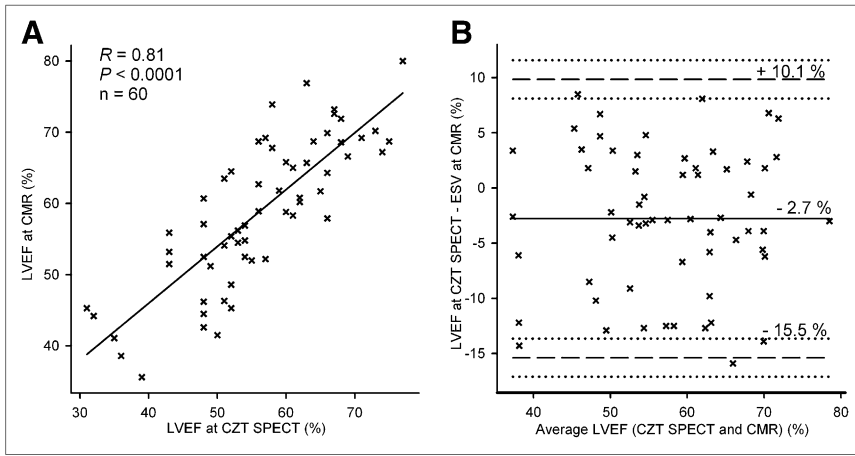 A
R = 0.81
P < 0.0001
n = 60
80
70
60
50
40
LVEF at CMR (%)
30 40 50 60 70
LVEF at CZT SPECT (%)
B
+ 10.1 %
- 2.7 %
- 15.5 %
10
5
0
-5
-10
-15
LVEF at CZT SPECT - ESV at CMR (%)
40 50 60 70 80
Average LVEF (CZT SPECT and CMR) (%)